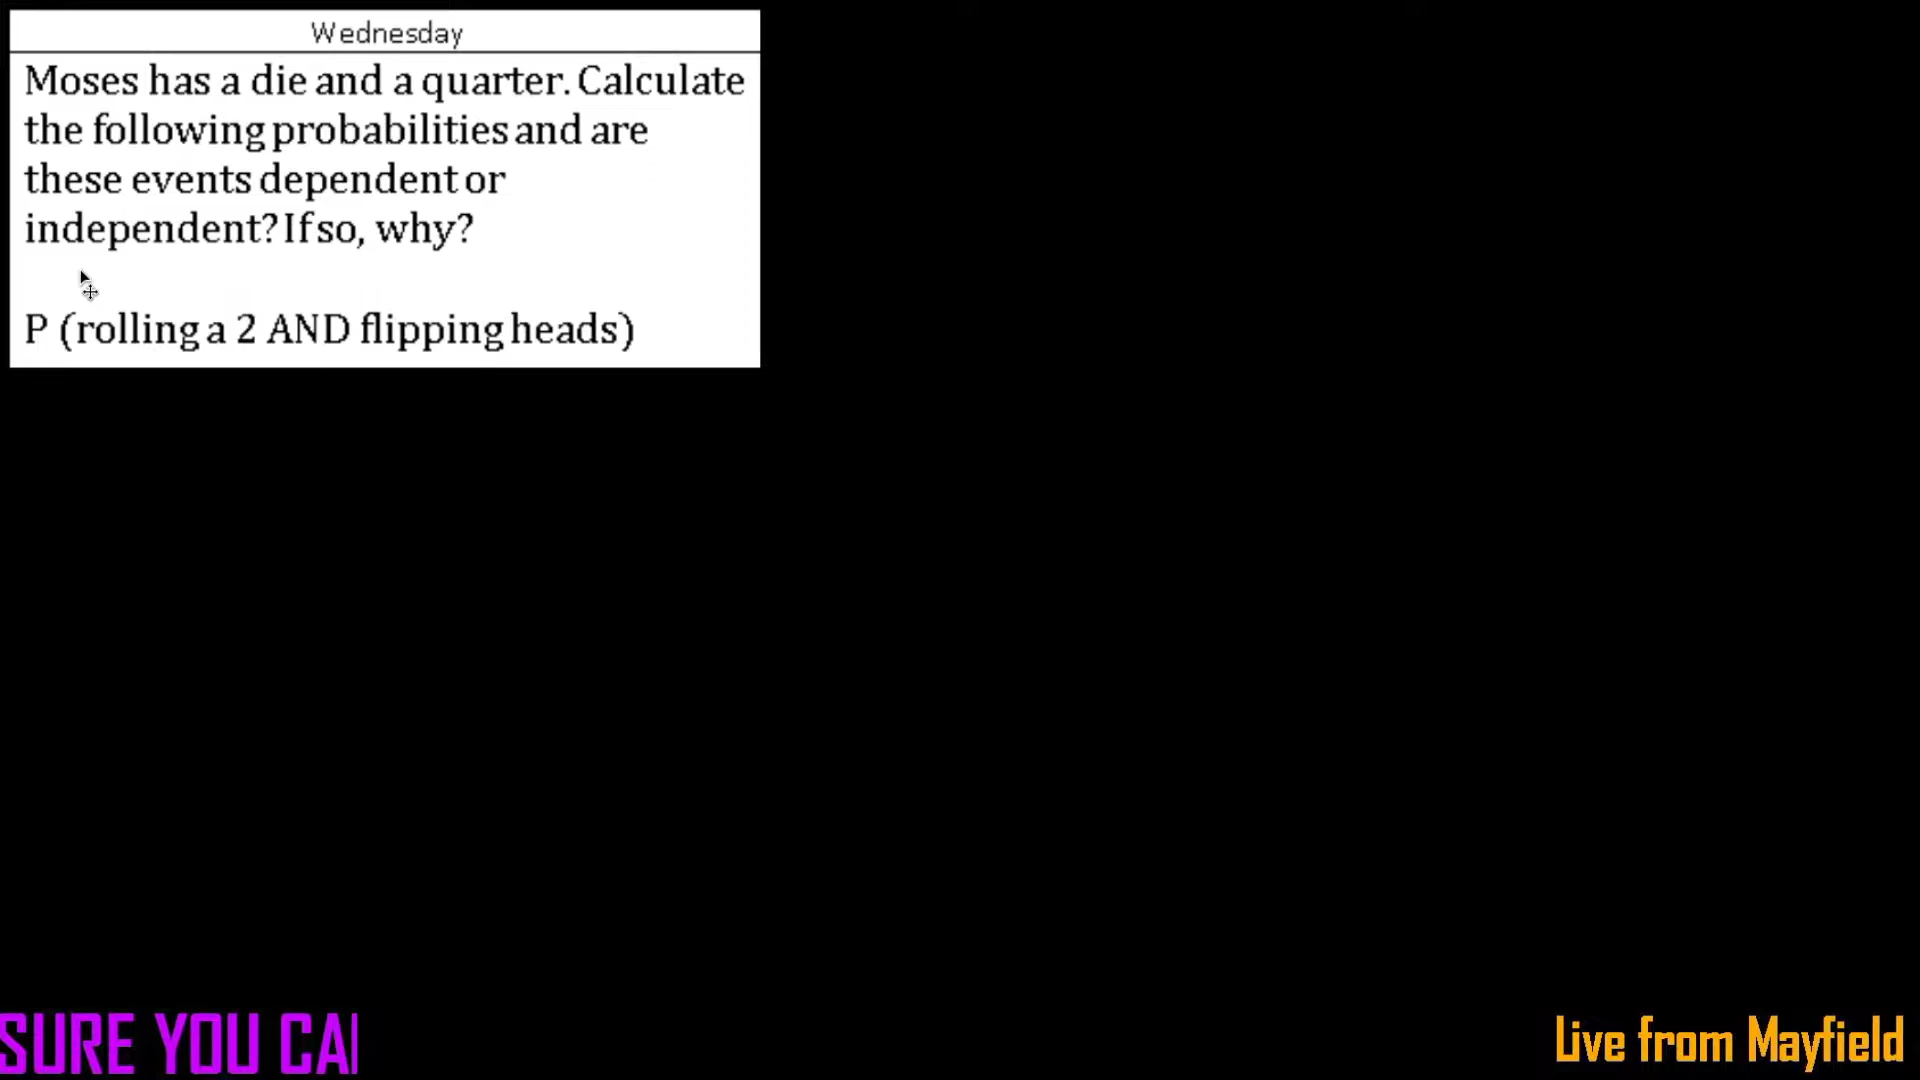 Wednesday
Moses has a die and a quarter. Calculate
the following probabilities and are
these events dependent or
independent? If so, why?
P (rolling a 2 AND flipping heads)
SURE YOU CA
Live from Mayfield